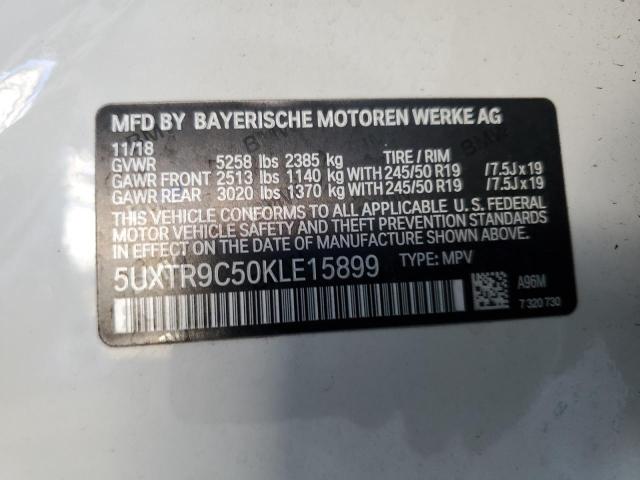 MFD BY BAYERISCHE MOTOREN WERKE AG
11/18
GVWR 5258 lbs 2385 kg TIRE / RIM
GAWR FRONT 2513 lbs 1140 kg WITH 245/50 R19 /7.5J x 19
GAWR REAR 3020 lbs 1370 kg WITH 245/50 R19 /7.5J x 19
THIS VEHICLE CONFORMS TO ALL APPLICABLE U. S. FEDERAL
MOTOR VEHICLE SAFETY AND THEFT PREVENTION STANDARDS
IN EFFECT ON THE DATE OF MANUFACTURE SHOWN ABOVE.
5UXTR9C50KLE15899 TYPE: MPV
A96M
7 320 730